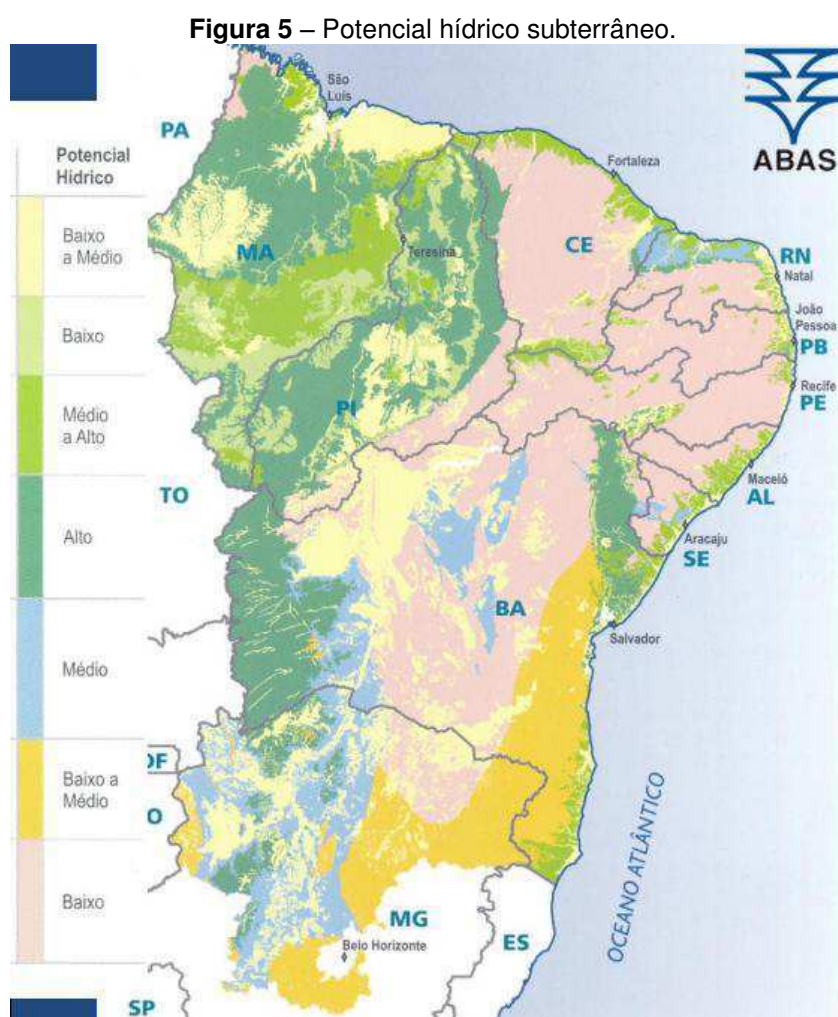 Figura 5 – Potencial hídrico subterrâneo.
ABAS
Potencial
Hídrico
Baixo
a Médio
Baixo
Médio
a Alto
Alto
Médio
Baixo a
Médio
Baixo
São
Luís
PA
Fortaleza
MA
Teresina
CE
RN
Natal
João
Pessoa
PB
Recife
PE
PI
TO
Maceió
AL
Aracaju
SE
BA
Salvador
DF
O
MG
Belo Horizonte
ES
SP
OCEANO ATLÂNTICO